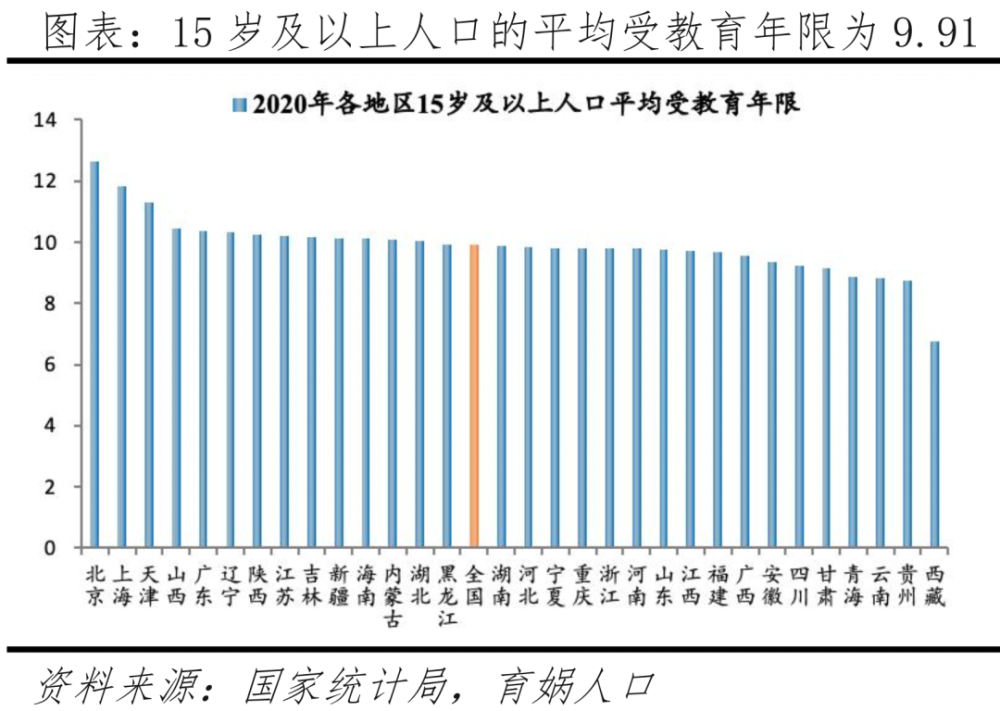 图表：15 岁及以上人口的平均受教育年限为 9.91
2020年各地区15岁及以上人口平均受教育年限
14
12
10
8
6
4
2
0
北京 上海 天津 山西 广东 辽宁 陕西 江苏 吉林 新疆 海南 内蒙古 湖北 黑龙江 全国 湖南 河北 宁夏 重庆 浙江 河南 山东 江西 福建 广西 安徽 四川 甘肃 青海 云南 贵州 西藏
资料来源：国家统计局，育娲人口